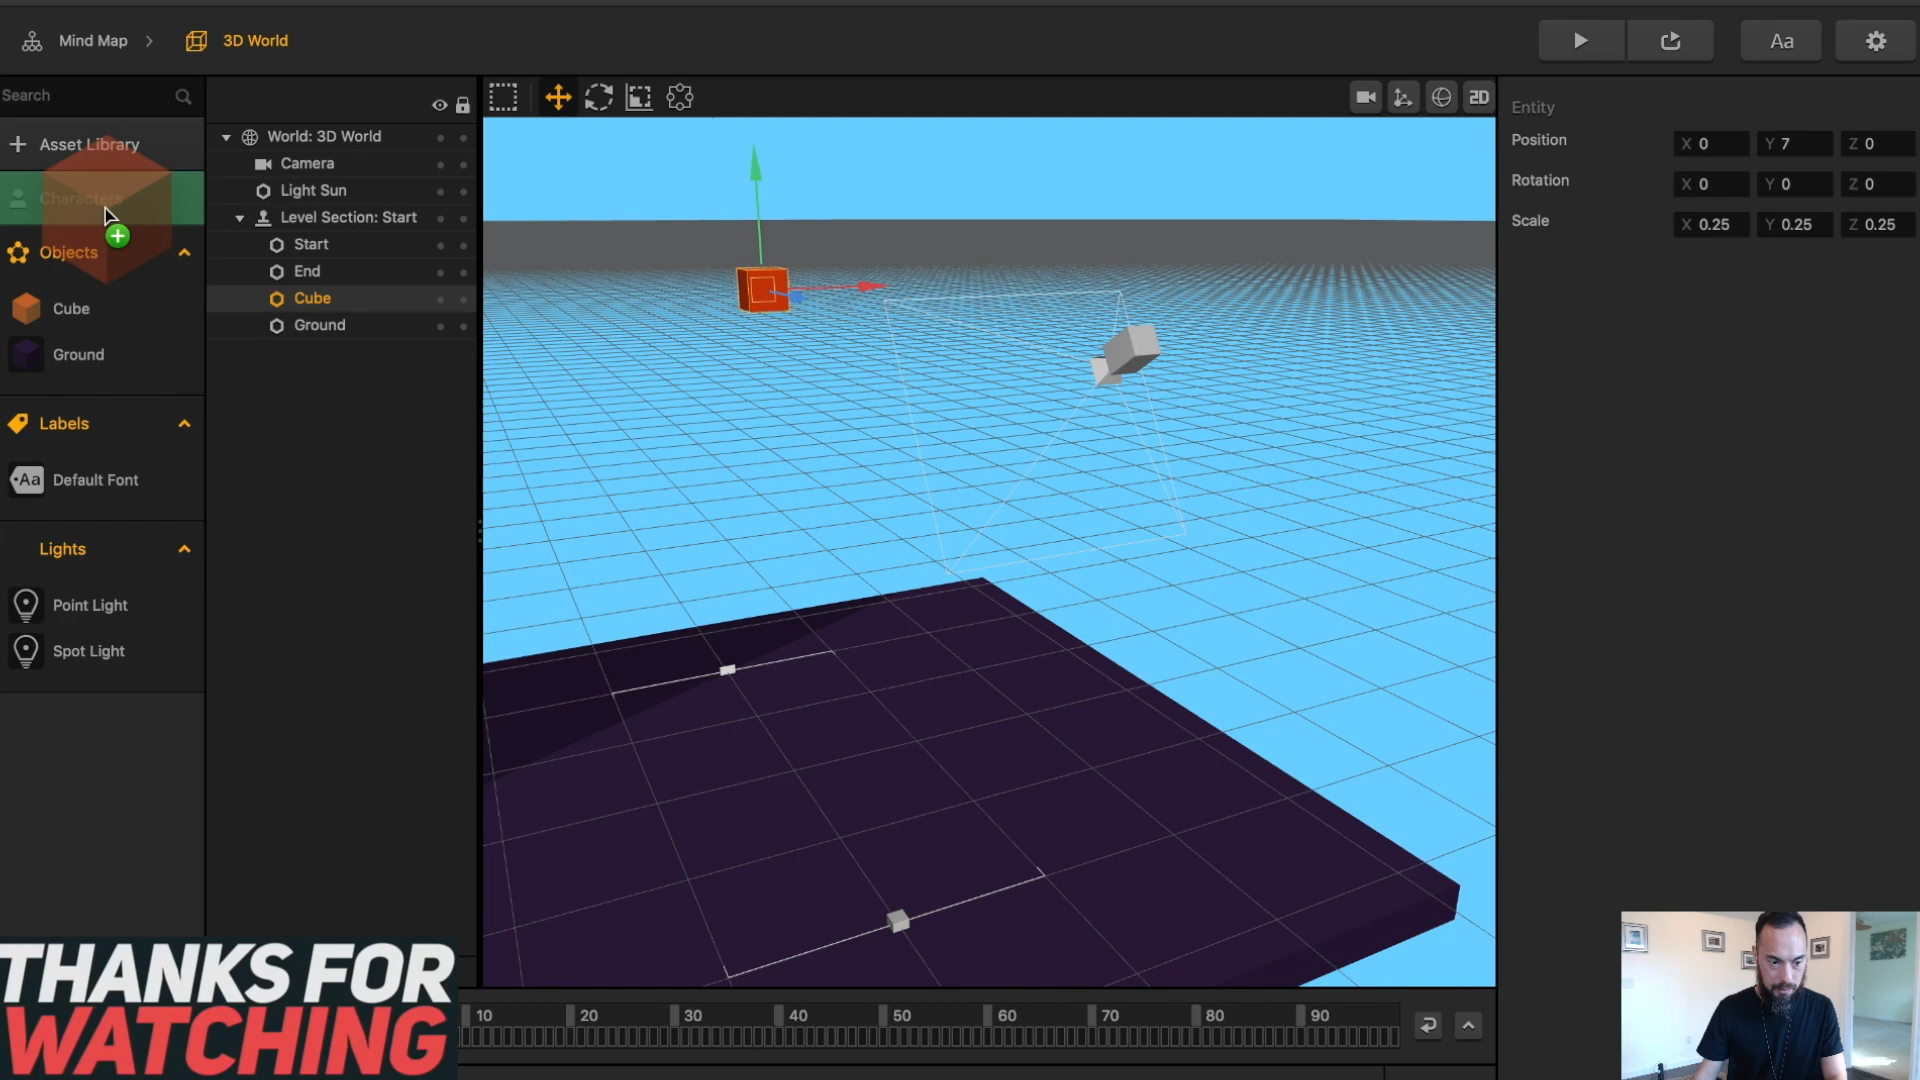 Mind Map
3D World
Aa
Search
Asset Library
Characters
Objects
Cube
Ground
Labels
Aa
Default Font
Lights
Point Light
Spot Light
World: 3D World
Camera
Light Sun
Level Section: Start
Start
End
Cube
Ground
2D
Entity
Position
X 0
Y 7
Z 0
Rotation
X 0
Y 0
Z 0
Scale
X 0.25
Y 0.25
Z 0.25
10 20 30 40 50 60 70 80 90
THANKS FOR
WATCHING